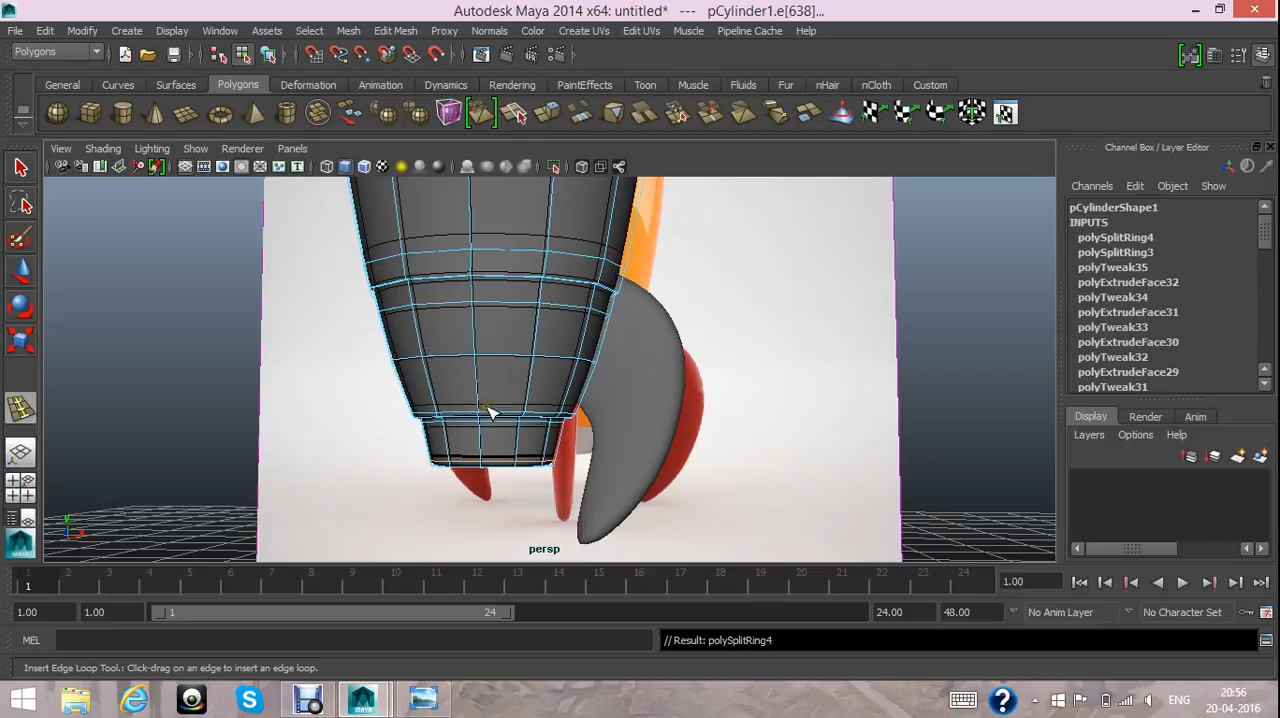 Autodesk Maya 2014 x64: untitled* --- pCylinder1.e[638]...
File Edit Modify Create Display Window Assets Select Mesh Edit Mesh Proxy Normals Color Create UVs Edit UVs Muscle Pipeline Cache Help
Polygons
General Curves Surfaces Polygons Deformation Animation Dynamics Rendering PaintEffects Toon Muscle Fluids Fur nHair nCloth Custom
View Shading Lighting Show Renderer Panels
Channel Box / Layer Editor
Channels Edit Object Show
pCylinderShape1
INPUTS
polySplitRing4
polySplitRing3
polyTweak35
polyExtrudeFace32
polyTweak34
polyExtrudeFace31
polyTweak33
polyExtrudeFace30
polyTweak32
polyExtrudeFace29
polyTweak31
Display Render Anim
Layers Options Help
y
x
persp
1 2 3 4 5 6 7 8 9 10 11 12 13 14 15 16 17 18 19 20 21 22 23 24
1
1.00
1.00 1.00 1 24 24.00 48.00 No Anim Layer No Character Set
MEL // Result: polySplitRing4
Insert Edge Loop Tool.: Click-drag on an edge to insert an edge loop.
ENG 20:56
20-04-2016